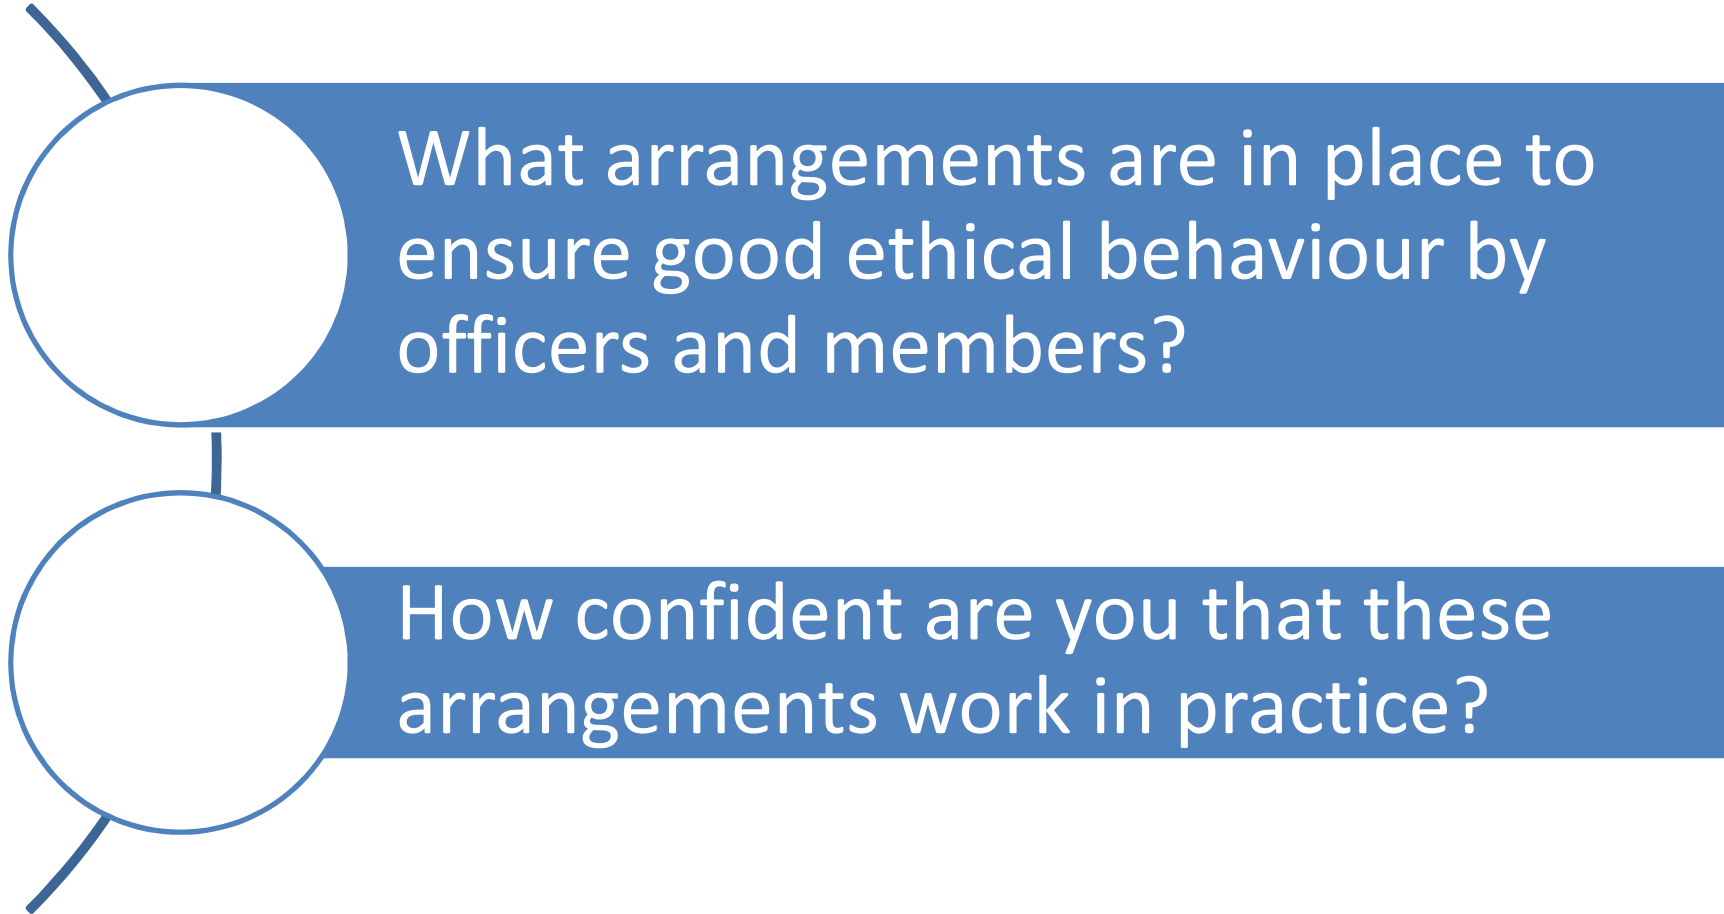 What arrangements are in place to
ensure good ethical behaviour by
officers and members?
How confident are you that these
arrangements work in practice?